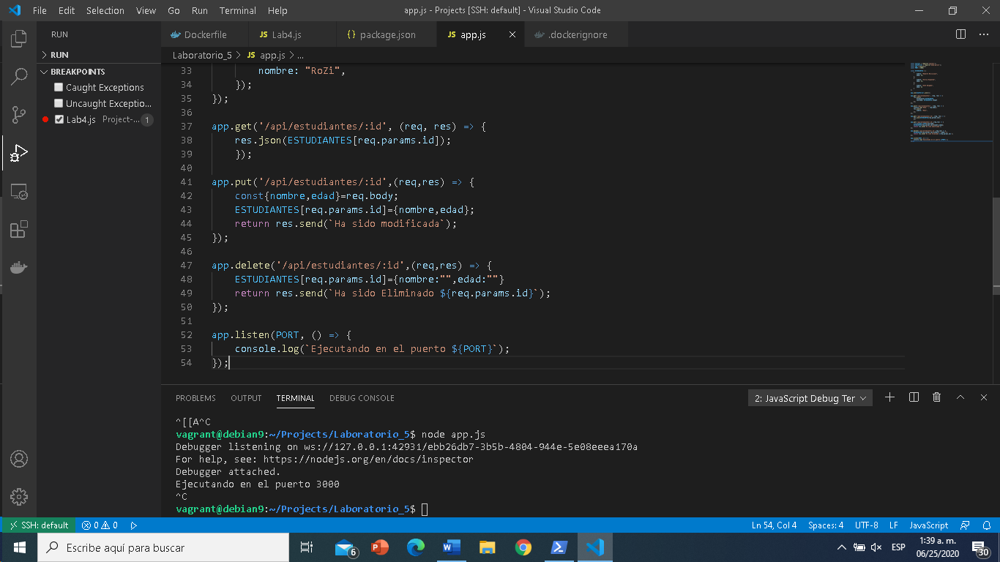 File Edit Selection View Go Run Terminal Help app.js - Projects [SSH: default] - Visual Studio Code
RUN
Dockerfile JS Lab4.js {} package.json JS app.js .dockerignore
RUN
Laboratorio_5 > JS app.js > ...
BREAKPOINTS
Caught Exceptions
Uncaught Exceptio...
Lab4.js Project-... 1
33 nombre: "RoZi",
34 });
35 });
36
37 app.get('/api/estudiantes/:id', (req, res) => {
38 res.json(ESTUDIANTES[req.params.id]);
39 });
40
41 app.put('/api/estudiantes/:id',(req,res) => {
42 const{nombre,edad}=req.body;
43 ESTUDIANTES[req.params.id]={nombre,edad};
44 return res.send(`Ha sido modificada`);
45 });
46
47 app.delete('/api/estudiantes/:id',(req,res) => {
48 ESTUDIANTES[req.params.id]={nombre:"",edad:""}
49 return res.send(`Ha sido Eliminado ${req.params.id}`);
50 });
51
52 app.listen(PORT, () => {
53 console.log(`Ejecutando en el puerto ${PORT}`);
54 });
PROBLEMS OUTPUT TERMINAL DEBUG CONSOLE 2: JavaScript Debug Ter
^[[A^C
vagrant@debian9:~/Projects/Laboratorio_5$ node app.js
Debugger listening on ws://127.0.0.1:42931/ebb26db7-3b5b-4804-944e-5e08eeea170a
For help, see: https://nodejs.org/en/docs/inspector
Debugger attached.
Ejecutando en el puerto 3000
^C
vagrant@debian9:~/Projects/Laboratorio_5$
SSH: default 0 0 Ln 54, Col 4 Spaces: 4 UTF-8 LF JavaScript
Escribe aquí para buscar 6 ESP 1:39 a. m.
06/25/2020 30